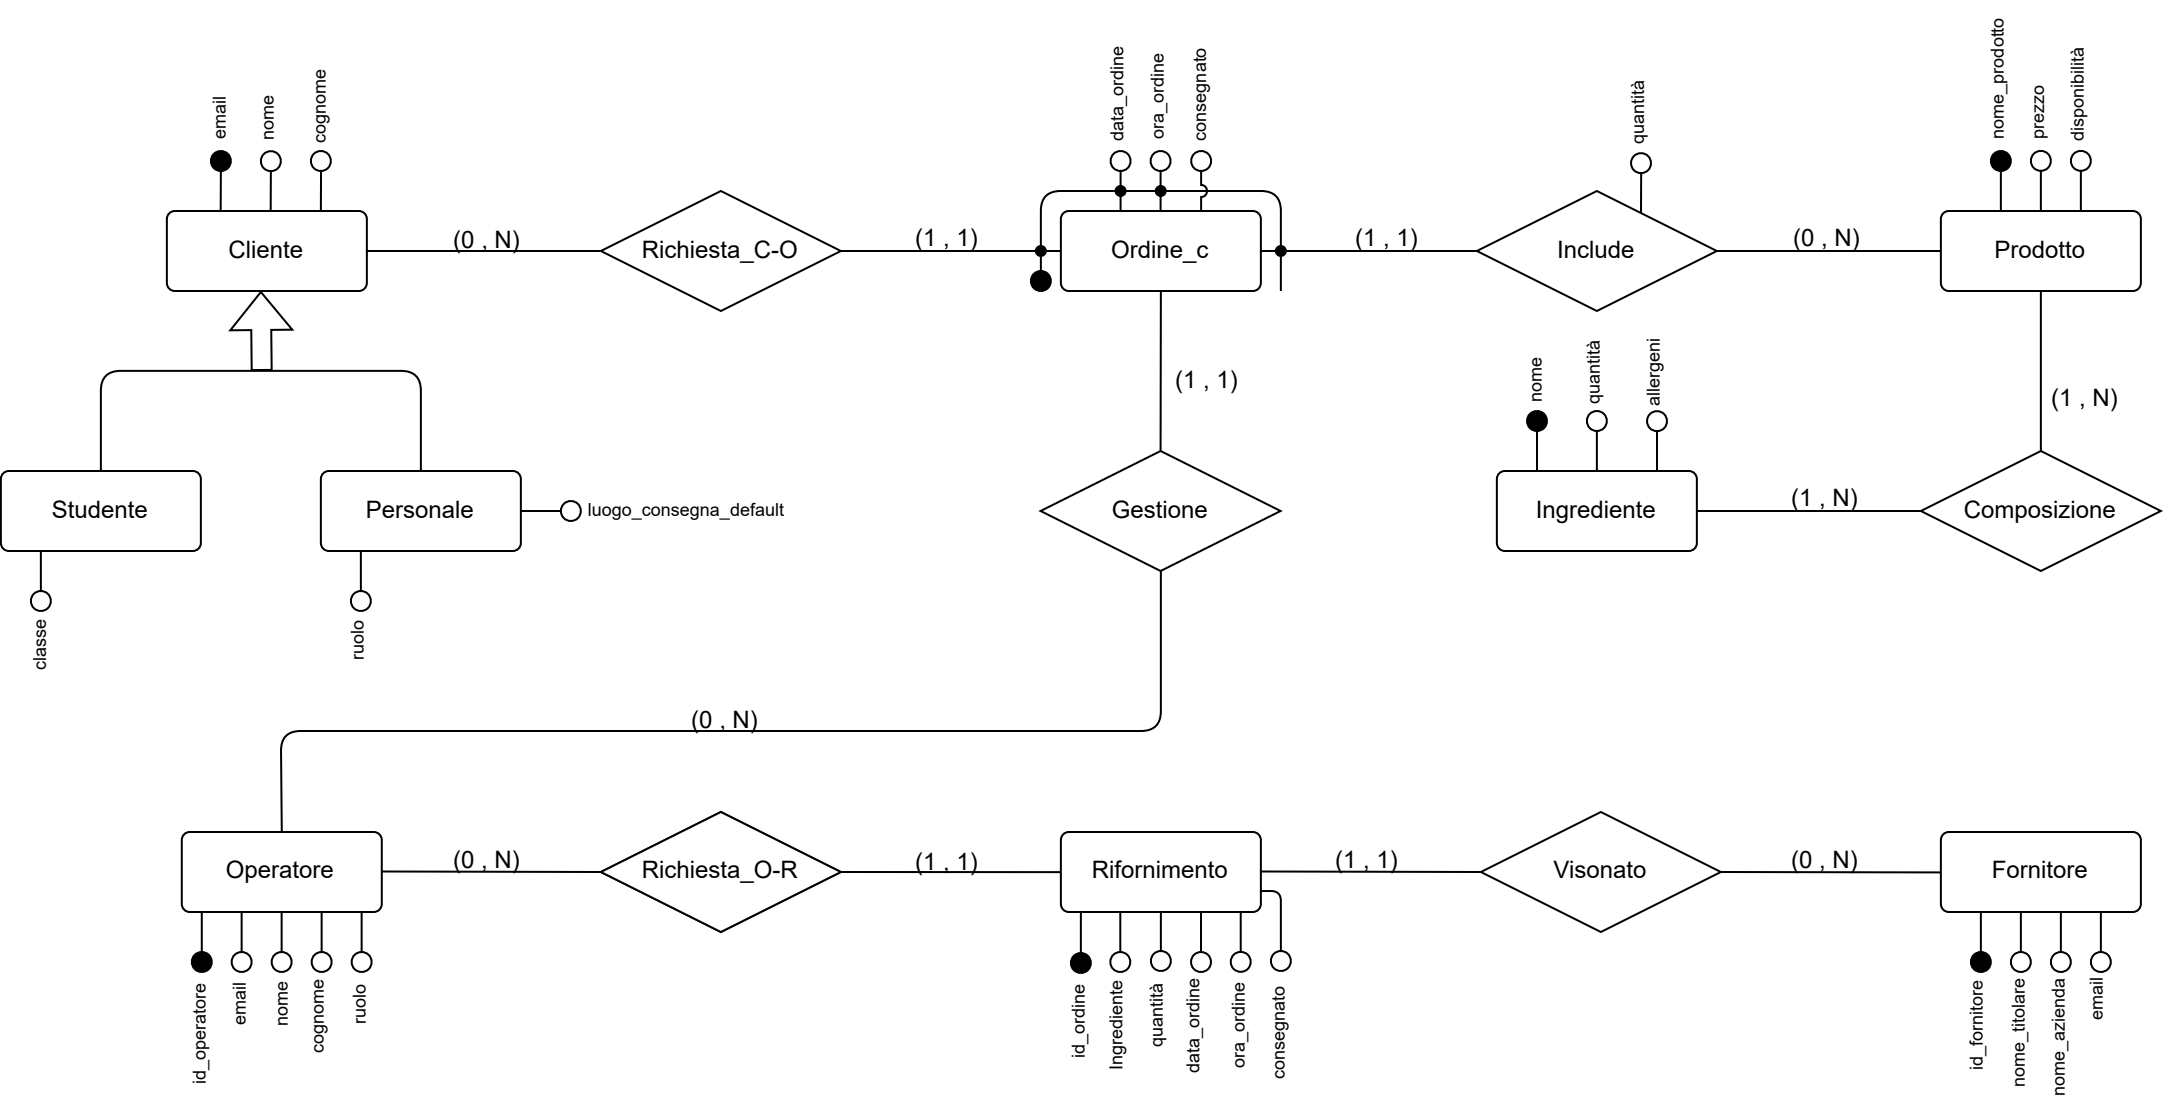 email
nome
cognome
data_ordine
ora_ordine
consegnato
quantità
nome_prodotto
prezzo
disponibilità
Cliente
(0 , N)
Richiesta_C-O
(1 , 1)
Ordine_c
(1 , 1)
Include
(0 , N)
Prodotto
(1 , 1)
nome
quantità
allergeni
(1 , N)
Studente
Personale
luogo_consegna_default
Gestione
Ingrediente
(1 , N)
Composizione
classe
ruolo
(0 , N)
Operatore
(0 , N)
Richiesta_O-R
(1 , 1)
Rifornimento
(1 , 1)
Visonato
(0 , N)
Fornitore
id_operatore
email
nome
cognome
ruolo
id_ordine
Ingrediente
quantità
data_ordine
ora_ordine
consegnato
id_fornitore
nome_titolare
nome_azienda
email